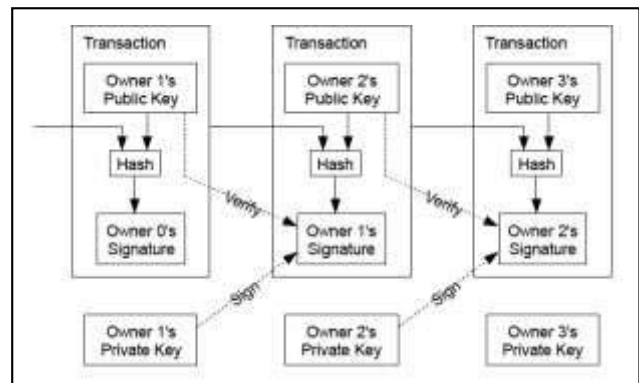 Transaction
Owner 1's
Public Key
Hash
Owner 0's
Signature
Transaction
Owner 2's
Public Key
Hash
Verify
Owner 1's
Signature
Sign
Transaction
Owner 3's
Public Key
Hash
Verify
Owner 2's
Signature
Sign
Owner 1's
Private Key
Owner 2's
Private Key
Owner 3's
Private Key